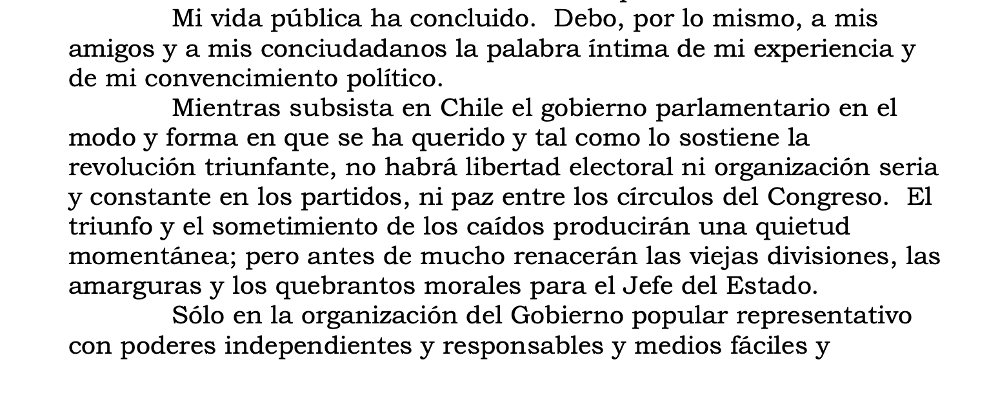 Mi vida pública ha concluido.  Debo, por lo mismo, a mis
amigos y a mis conciudadanos la palabra íntima de mi experiencia y
de mi convencimiento político.
Mientras subsista en Chile el gobierno parlamentario en el
modo y forma en que se ha querido y tal como lo sostiene la
revolución triunfante, no habrá libertad electoral ni organización seria
y constante en los partidos, ni paz entre los círculos del Congreso.  El
triunfo y el sometimiento de los caídos producirán una quietud
momentánea; pero antes de mucho renacerán las viejas divisiones, las
amarguras y los quebrantos morales para el Jefe del Estado.
Sólo en la organización del Gobierno popular representativo
con poderes independientes y responsables y medios fáciles y